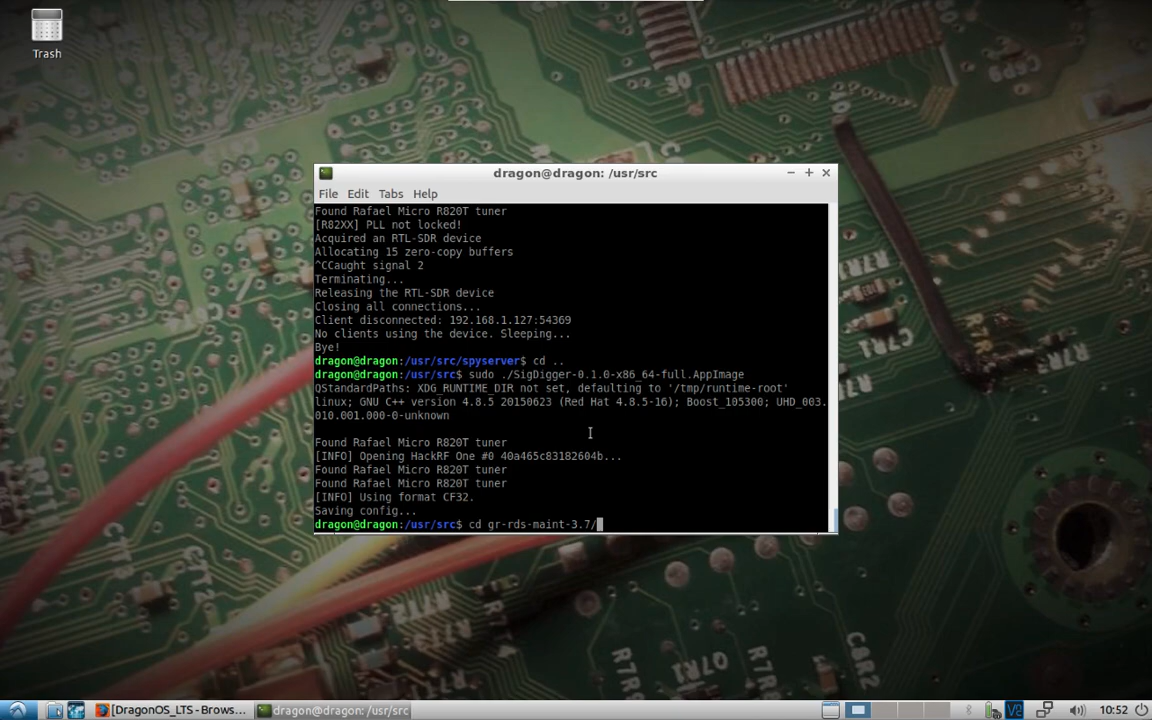 Trash
dragon@dragon: /usr/src
File Edit Tabs Help
Found Rafael Micro R820T tuner
[R82XX] PLL not locked!
Acquired an RTL-SDR device
Allocating 15 zero-copy buffers
^CCaught signal 2
Terminating...
Releasing the RTL-SDR device
Closing all connections...
Client disconnected: 192.168.1.127:54369
No clients using the device. Sleeping...
Bye!
dragon@dragon:/usr/src/spyserver$ cd ..
dragon@dragon:/usr/src$ sudo ./SigDigger-0.1.0-x86_64-full.AppImage
QStandardPaths: XDG_RUNTIME_DIR not set, defaulting to '/tmp/runtime-root'
linux; GNU C++ version 4.8.5 20150623 (Red Hat 4.8.5-16); Boost_105300; UHD_003.
010.001.000-0-unknown
Found Rafael Micro R820T tuner
[INFO] Opening HackRF One #0 40a465c83182604b...
Found Rafael Micro R820T tuner
Found Rafael Micro R820T tuner
[INFO] Using format CF32.
Saving config...
dragon@dragon:/usr/src$ cd gr-rds-maint-3.7/
R7R9
O7R1
C8R2
[DragonOS_LTS - Brows...
dragon@dragon: /usr/src
10:52